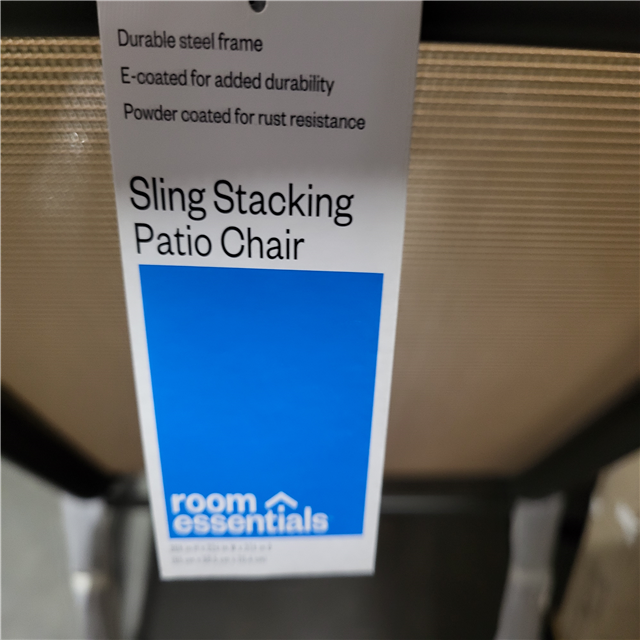 Durable steel frame
E-coated for added durability
Powder coated for rust resistance
Sling Stacking
Patio Chair
room
essentials